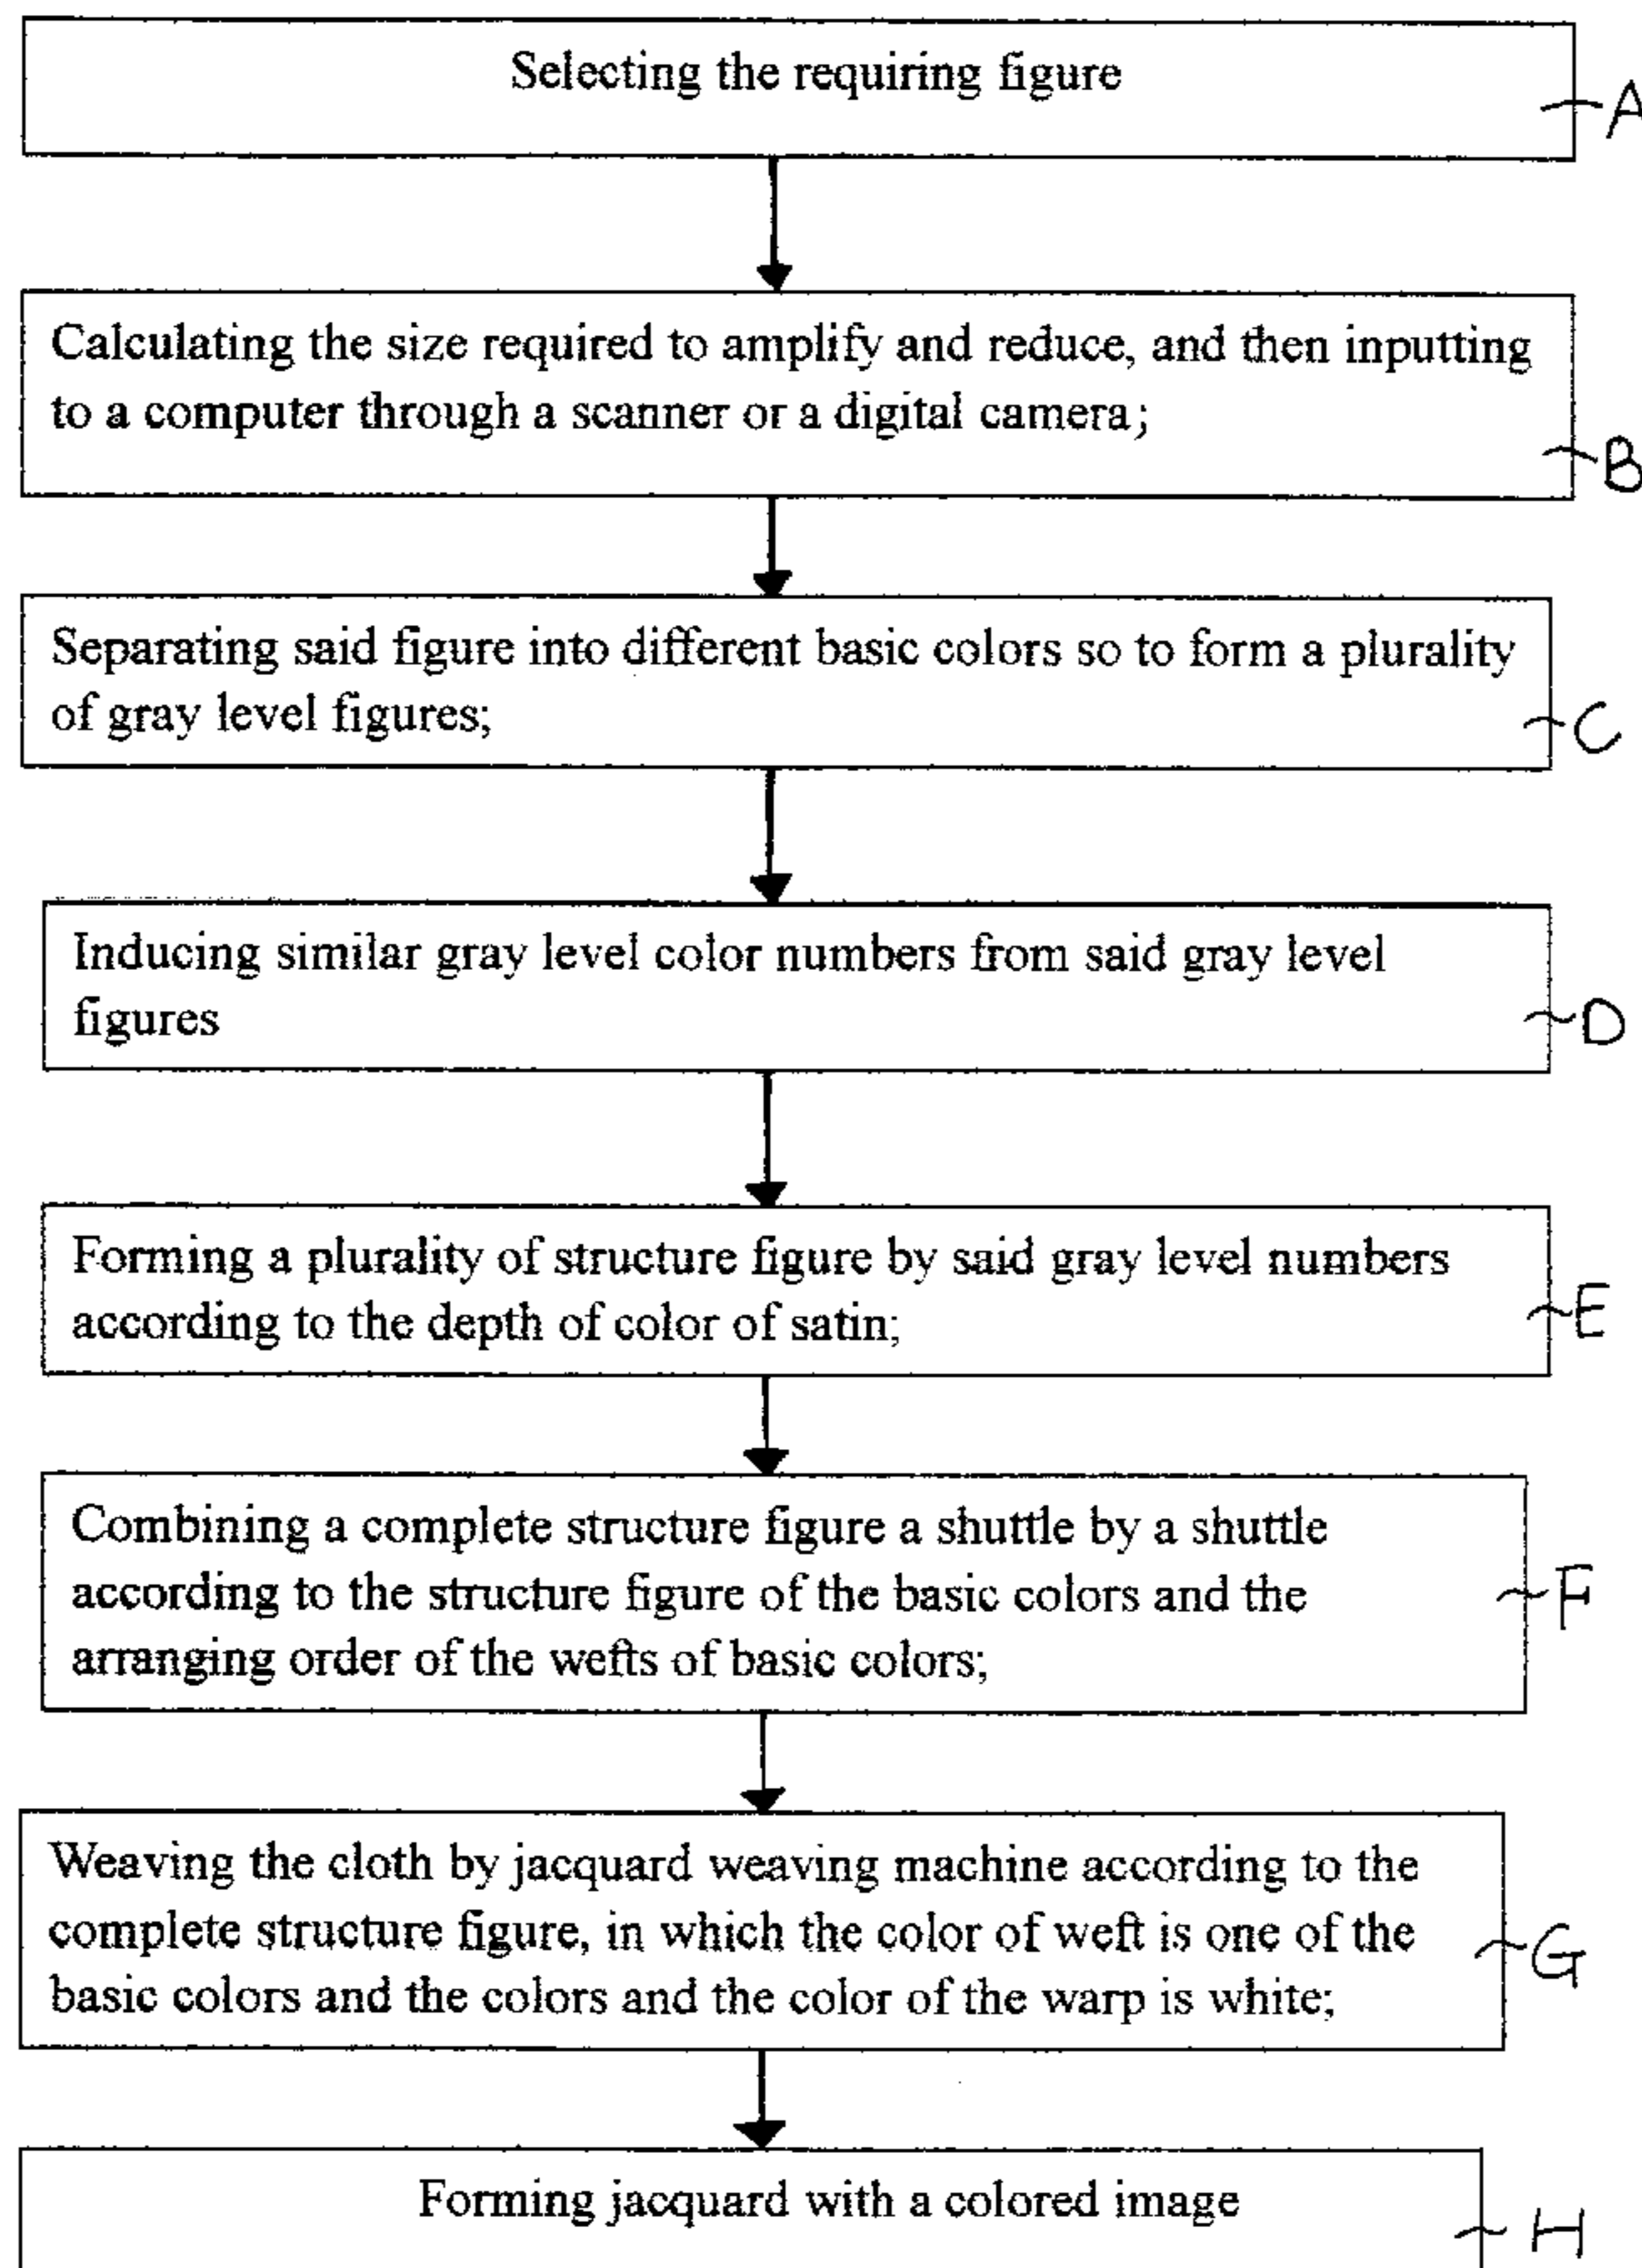 Selecting the requiring figure
A
Calculating the size required to amplify and reduce, and then inputting
to a computer through a scanner or a digital camera;
B
Separating said figure into different basic colors so to form a plurality
of gray level figures;
C
Inducing similar gray level color numbers from said gray level
figures
D
Forming a plurality of structure figure by said gray level numbers
according to the depth of color of satin;
E
Combining a complete structure figure a shuttle by a shuttle
according to the structure figure of the basic colors and the
arranging order of the wefts of basic colors;
F
Weaving the cloth by jacquard weaving machine according to the
complete structure figure, in which the color of weft is one of the
basic colors and the colors and the color of the warp is white;
G
Forming jacquard with a colored image
H